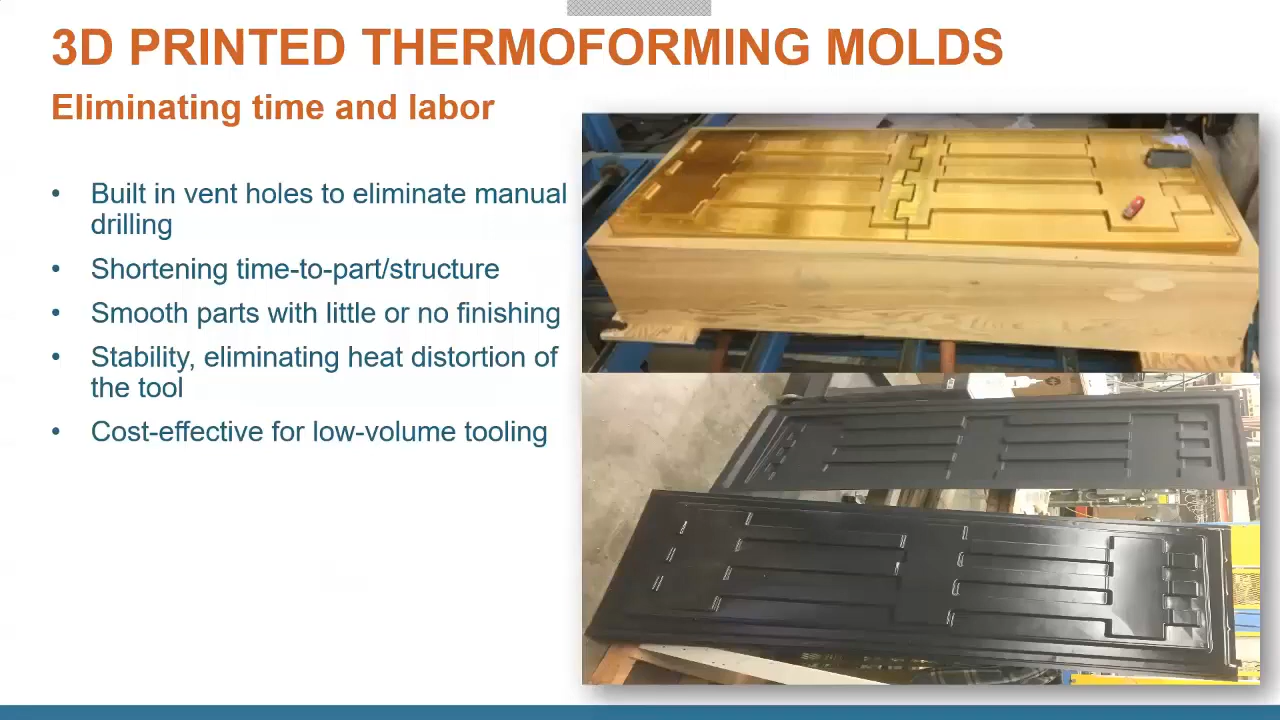 3D PRINTED THERMOFORMING MOLDS
Eliminating time and labor
• Built in vent holes to eliminate manual
drilling
• Shortening time-to-part/structure
• Smooth parts with little or no finishing
• Stability, eliminating heat distortion of
the tool
• Cost-effective for low-volume tooling